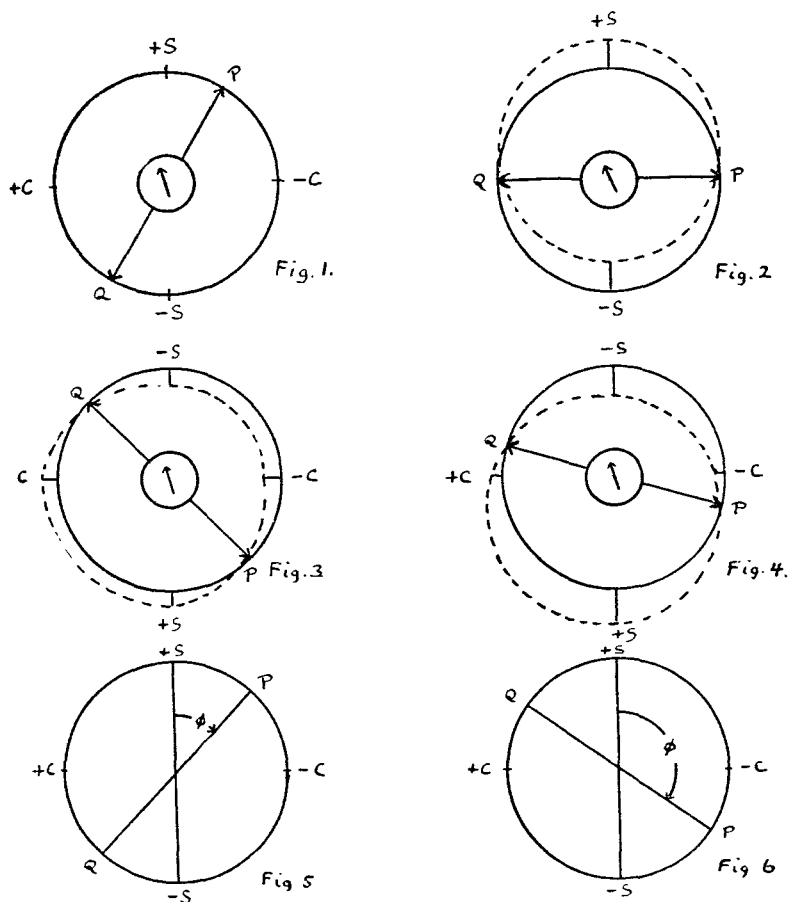 +S
P
+C
-C
Q
-S
Fig. 1.
+S
Q
P
-S
Fig. 2
-S
Q
C
-C
P
+S
Fig. 3
-S
Q
+C
-C
P
+S
Fig. 4.
+S
P
φ
+C
-C
Q
-S
Fig 5
+S
Q
φ
+C
-C
P
-S
Fig 6